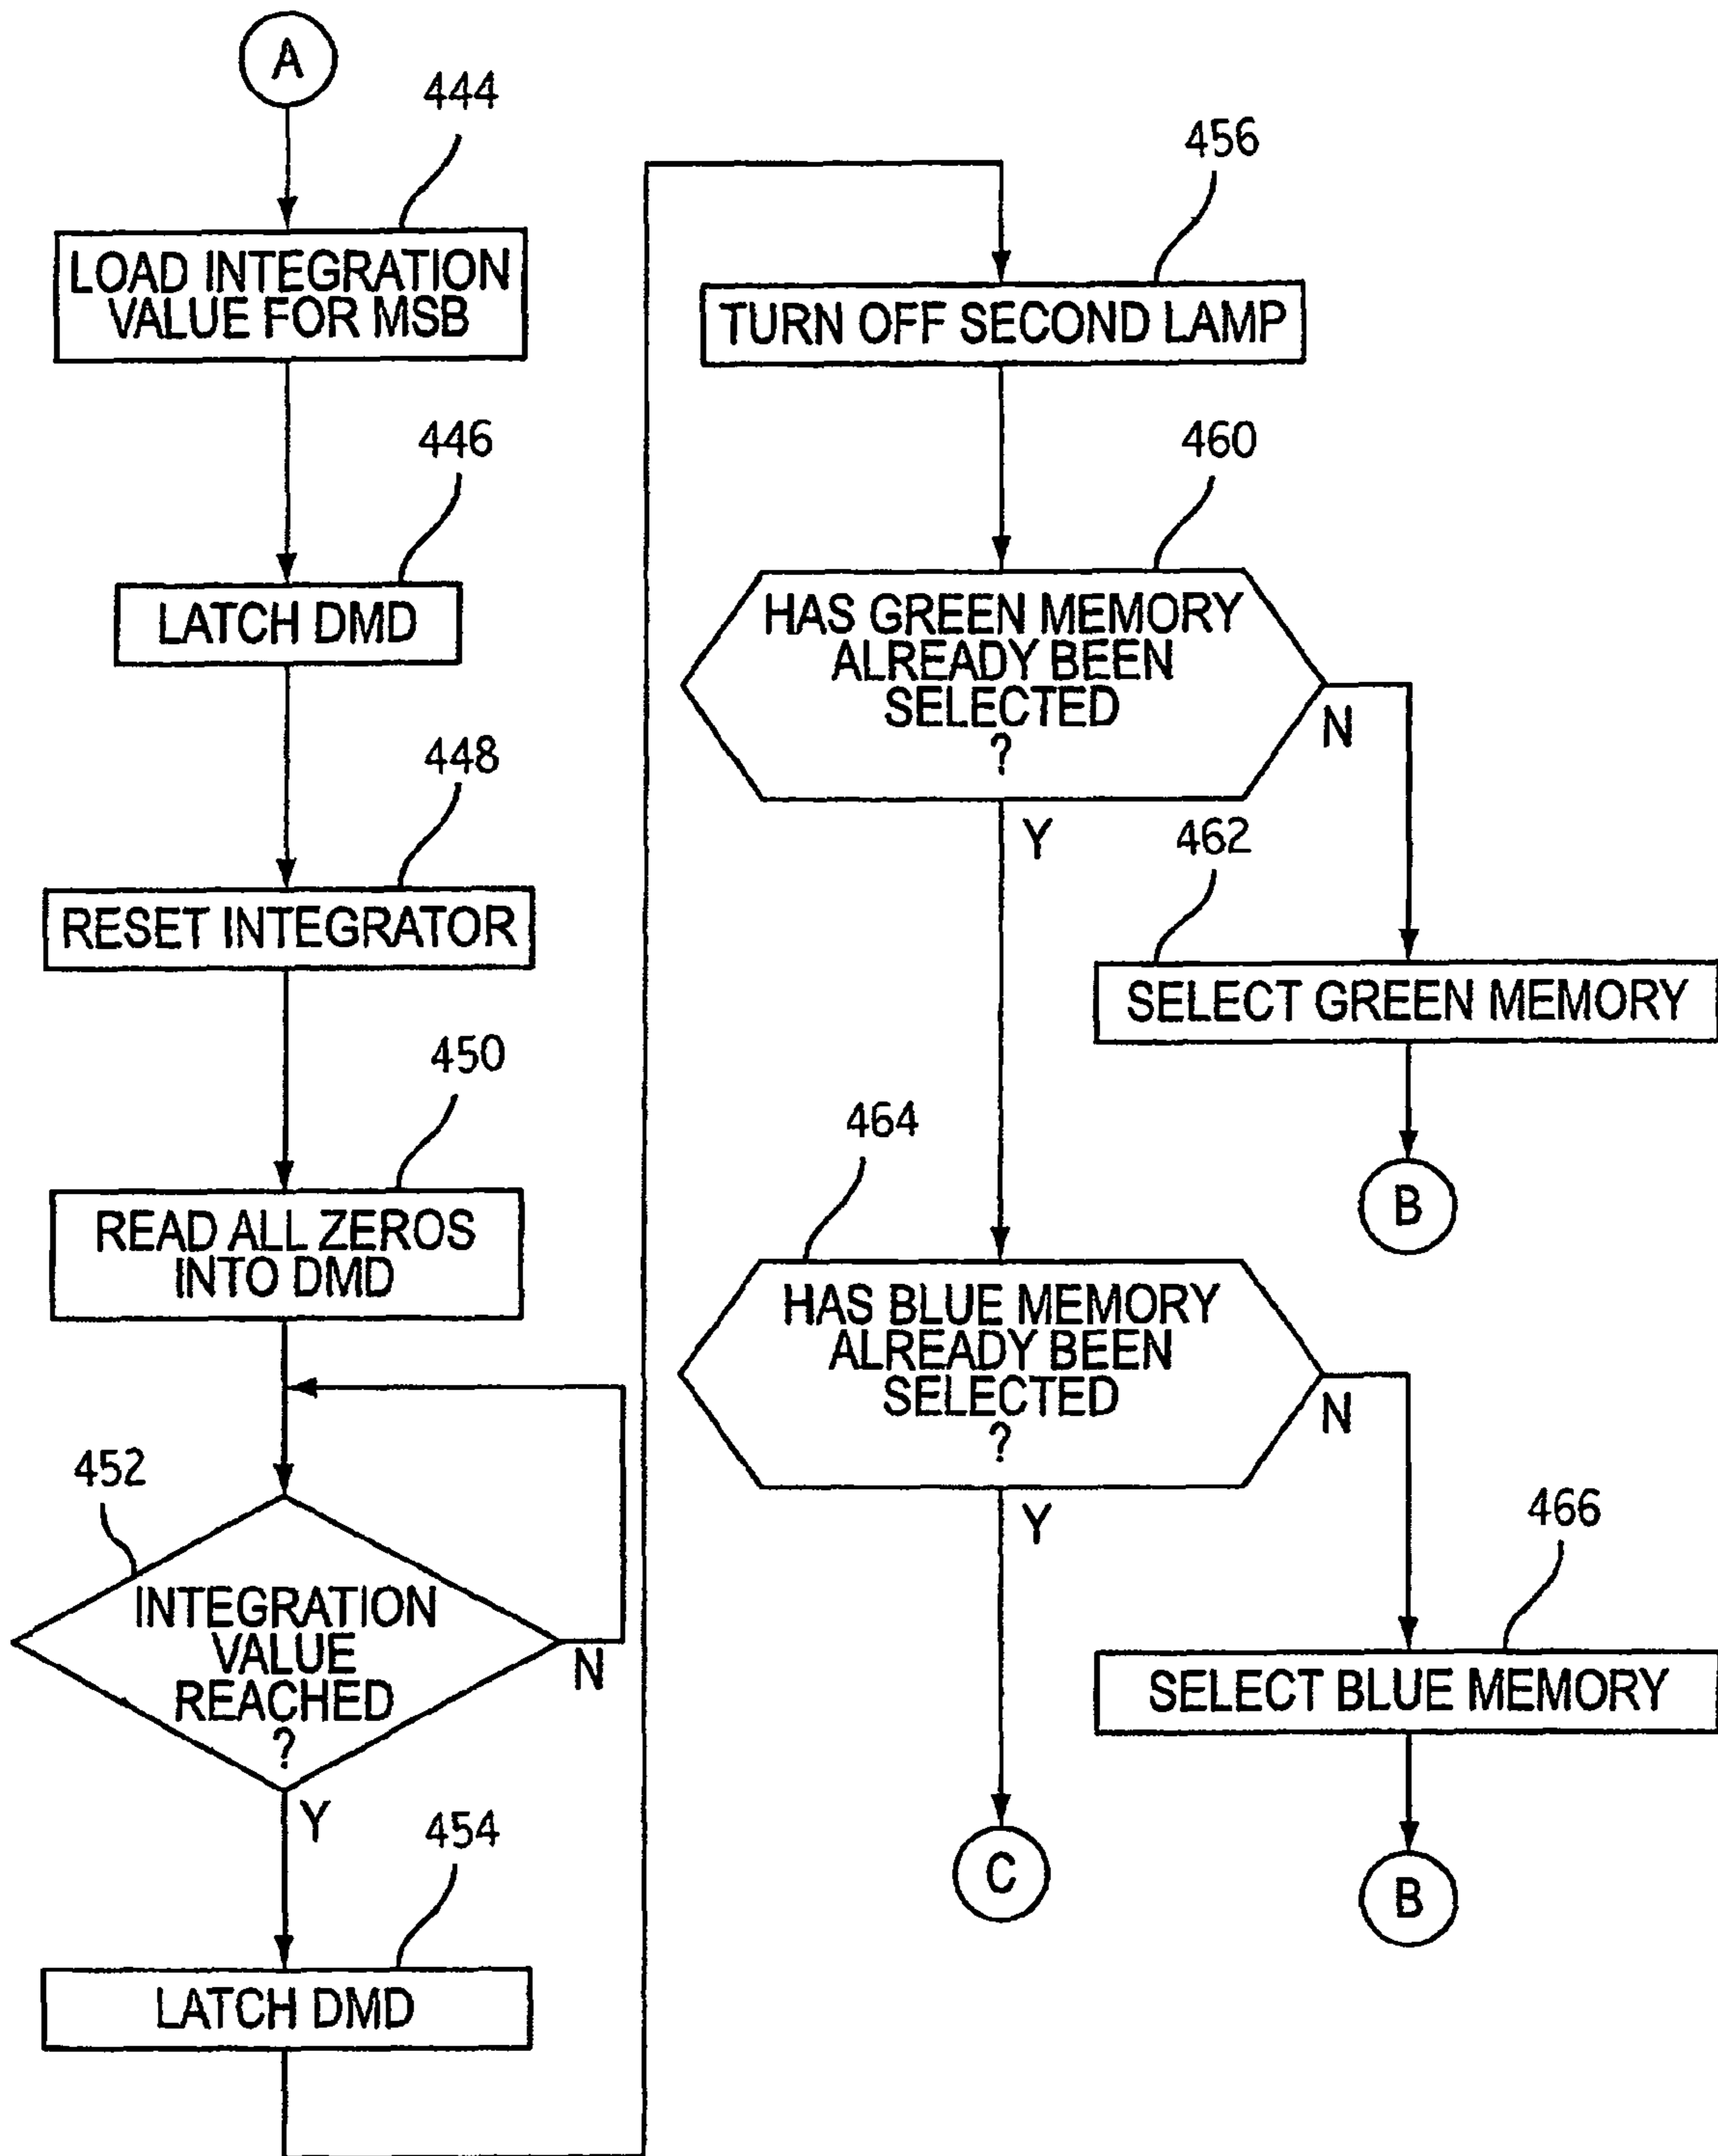 A
444
LOAD INTEGRATION
VALUE FOR MSB
446
LATCH DMD
448
RESET INTEGRATOR
450
READ ALL ZEROS
INTO DMD
452
INTEGRATION
VALUE
REACHED
?
N
Y
454
LATCH DMD
456
TURN OFF SECOND LAMP
460
HAS GREEN MEMORY
ALREADY BEEN
SELECTED
?
N
Y
462
SELECT GREEN MEMORY
B
464
HAS BLUE MEMORY
ALREADY BEEN
SELECTED
?
N
Y
466
SELECT BLUE MEMORY
C
B